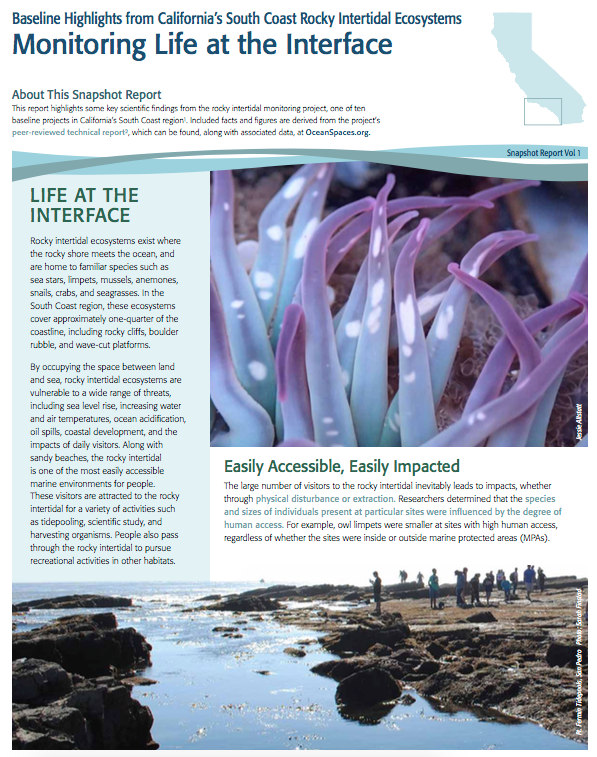 Baseline Highlights from California's South Coast Rocky Intertidal Ecosystems
Monitoring Life at the Interface
About This Snapshot Report
This report highlights some key scientific findings from the rocky intertidal monitoring project, one of ten
baseline projects in California's South Coast region¹. Included facts and figures are derived from the project's
peer-reviewed technical report², which can be found, along with associated data, at OceanSpaces.org.
Snapshot Report Vol 1
LIFE AT THE
INTERFACE
Rocky intertidal ecosystems exist where
the rocky shore meets the ocean, and
are home to familiar species such as
sea stars, limpets, mussels, anemones,
snails, crabs, and seagrasses. In the
South Coast region, these ecosystems
cover approximately one-quarter of the
coastline, including rocky cliffs, boulder
rubble, and wave-cut platforms.
By occupying the space between land
and sea, rocky intertidal ecosystems are
vulnerable to a wide range of threats,
including sea level rise, increasing water
and air temperatures, ocean acidification,
oil spills, coastal development, and the
impacts of daily visitors. Along with
sandy beaches, the rocky intertidal
is one of the most easily accessible
marine environments for people.
These visitors are attracted to the rocky
intertidal for a variety of activities such
as tidepooling, scientific study, and
harvesting organisms. People also pass
through the rocky intertidal to pursue
recreational activities in other habitats.
Jessie Altstatt
Easily Accessible, Easily Impacted
The large number of visitors to the rocky intertidal inevitably leads to impacts, whether
through physical disturbance or extraction. Researchers determined that the species
and sizes of individuals present at particular sites were influenced by the degree of
human access. For example, owl limpets were smaller at sites with high human access,
regardless of whether the sites were inside or outside marine protected areas (MPAs).
Pt. Fermin Tidepools, San Pedro Photo: Sarah